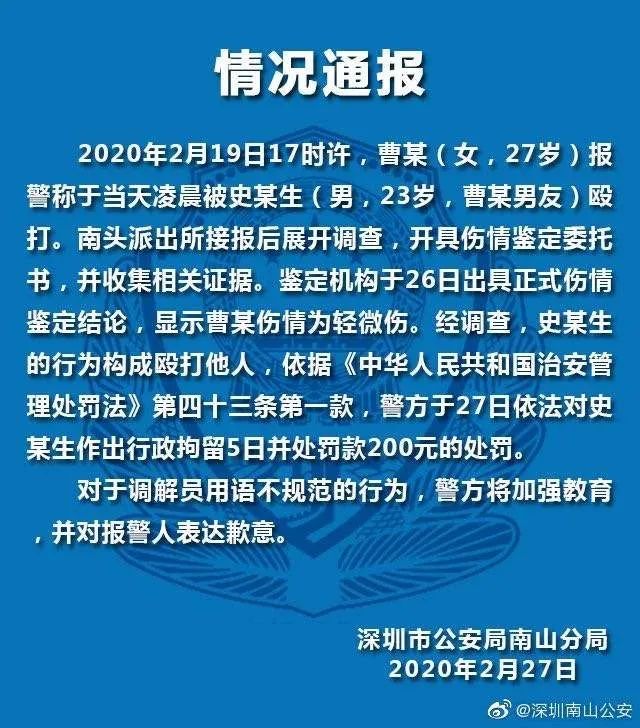 情况通报
2020年2月19日17时许，曹某（女，27岁）报
警称于当天凌晨被史某生（男，23岁，曹某男友）殴
打。南头派出所接报后展开调查，开具伤情鉴定委托
书，并收集相关证据。鉴定机构于26日出具正式伤情
鉴定结论，显示曹某伤情为轻微伤。经调查，史某生
的行为构成殴打他人，依据《中华人民共和国治安管
理处罚法》第四十三条第一款，警方于27日依法对史
某生作出行政拘留5日并处罚款200元的处罚。
对于调解员用语不规范的行为，警方将加强教育
，并对报警人表达歉意。
深圳市公安局南山分局
2020年2月27日
@深圳南山公安